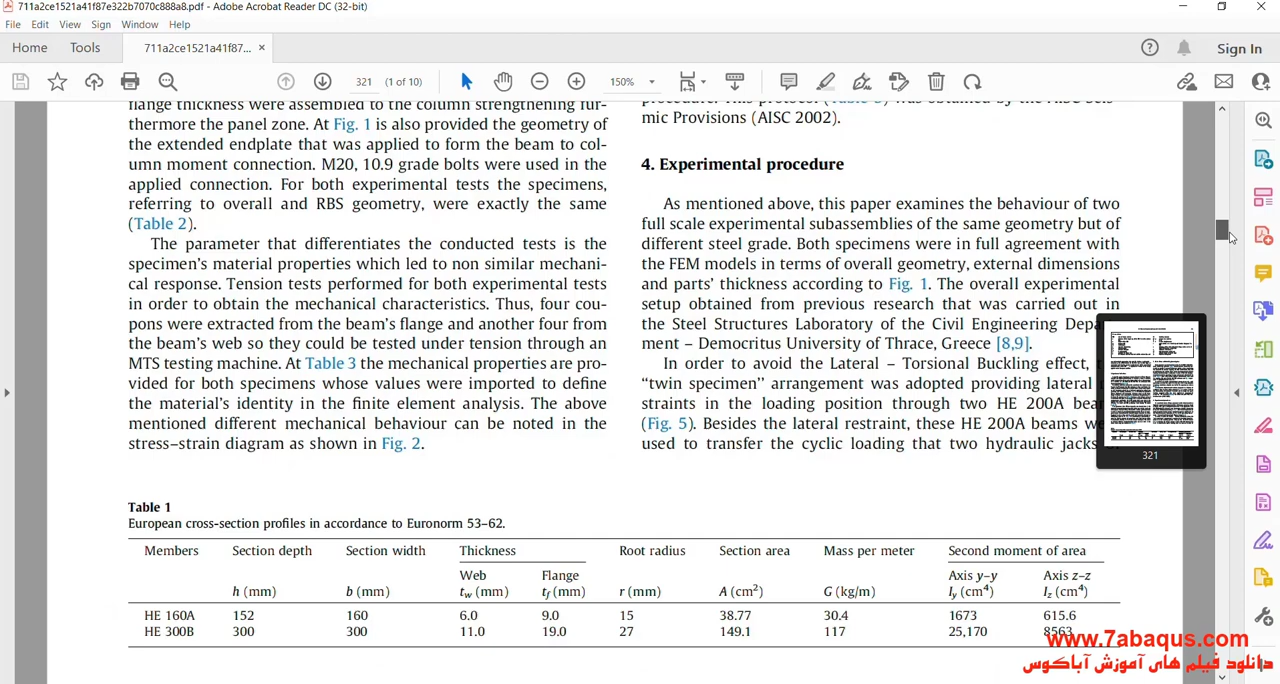 711a2ce1521a41f87e322b7070c888a8.pdf - Adobe Acrobat Reader DC (32-bit)
File Edit View Sign Window Help
Home Tools 711a2ce1521a41f87... × Sign In
321 (1 of 10) 150%
flange thickness were assembled to the column strengthening fur-
thermore the panel zone. At Fig. 1 is also provided the geometry of
the extended endplate that was applied to form the beam to col-
umn moment connection. M20, 10.9 grade bolts were used in the
applied connection. For both experimental tests the specimens,
referring to overall and RBS geometry, were exactly the same
(Table 2).
The parameter that differentiates the conducted tests is the
specimen's material properties which led to non similar mechani-
cal response. Tension tests performed for both experimental tests
in order to obtain the mechanical characteristics. Thus, four cou-
pons were extracted from the beam's flange and another four from
the beam's web so they could be tested under tension through an
MTS testing machine. At Table 3 the mechanical properties are pro-
vided for both specimens whose values were imported to define
the material's identity in the finite element analysis. The above
mentioned different mechanical behaviour can be noted in the
stress–strain diagram as shown in Fig. 2.
mic Provisions (AISC 2002).
4. Experimental procedure
As mentioned above, this paper examines the behaviour of two
full scale experimental subassemblies of the same geometry but of
different steel grade. Both specimens were in full agreement with
the FEM models in terms of overall geometry, external dimensions
and parts' thickness according to Fig. 1. The overall experimental
setup obtained from previous research that was carried out in
the Steel Structures Laboratory of the Civil Engineering Depa
ment – Democritus University of Thrace, Greece [8,9].
In order to avoid the Lateral – Torsional Buckling effect,
"twin specimen" arrangement was adopted providing lateral
straints in the loading position through two HE 200A bea
(Fig. 5). Besides the lateral restraint, these HE 200A beams we
used to transfer the cyclic loading that two hydraulic jacks
321
Table 1
European cross-section profiles in accordance to Euronorm 53–62.
Members Section depth Section width Thickness Root radius Section area Mass per meter Second moment of area
Web Flange Axis y–y Axis z–z
h (mm) b (mm) tw (mm) tf (mm) r (mm) A (cm2) G (kg/m) Iy (cm4) Iz (cm4)
HE 160A 152 160 6.0 9.0 15 38.77 30.4 1673 615.6
HE 300B 300 300 11.0 19.0 27 149.1 117 25,170 8563
www.7abaqus.com
دانلود فیلم های آموزش آباکوس